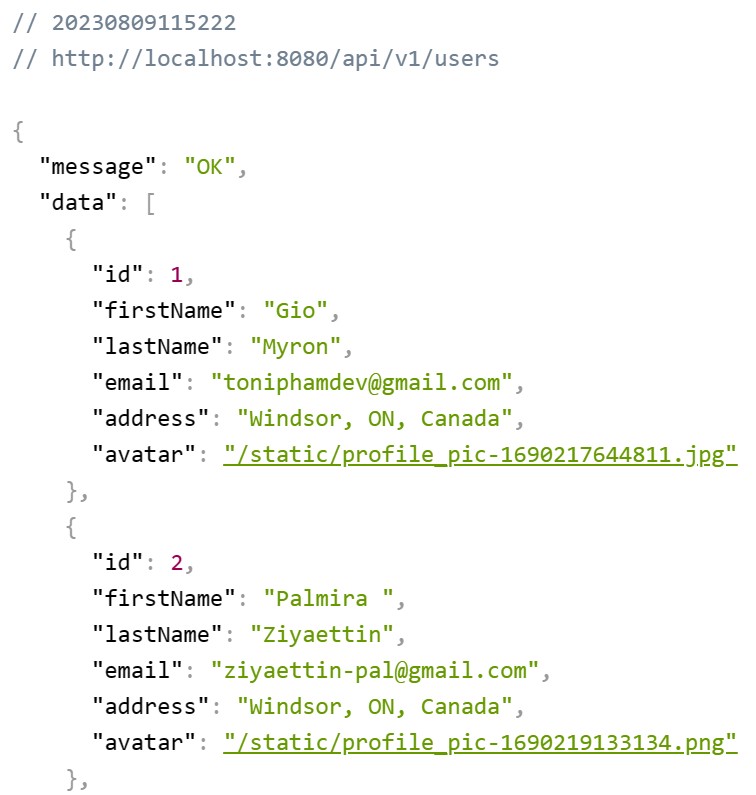 // 20230809115222
// http://localhost:8080/api/v1/users
{
"message": "OK",
"data": [
{
"id": 1,
"firstName": "Gio",
"lastName": "Myron",
"email": "toniphamdev@gmail.com",
"address": "Windsor, ON, Canada",
"avatar": "/static/profile_pic-1690217644811.jpg"
},
{
"id": 2,
"firstName": "Palmira ",
"lastName": "Ziyaettin",
"email": "ziyaettin-pal@gmail.com",
"address": "Windsor, ON, Canada",
"avatar": "/static/profile_pic-1690219133134.png"
},